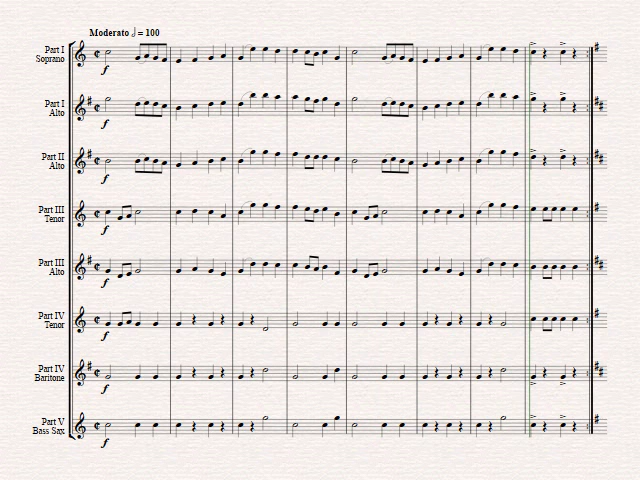 Moderato 𝅗𝅥 = 100
Part I
Soprano
f
Part I
Alto
f
Part II
Alto
f
Part III
Tenor
f
Part III
Alto
f
Part IV
Tenor
f
Part IV
Baritone
f
Part V
Bass Sax
f